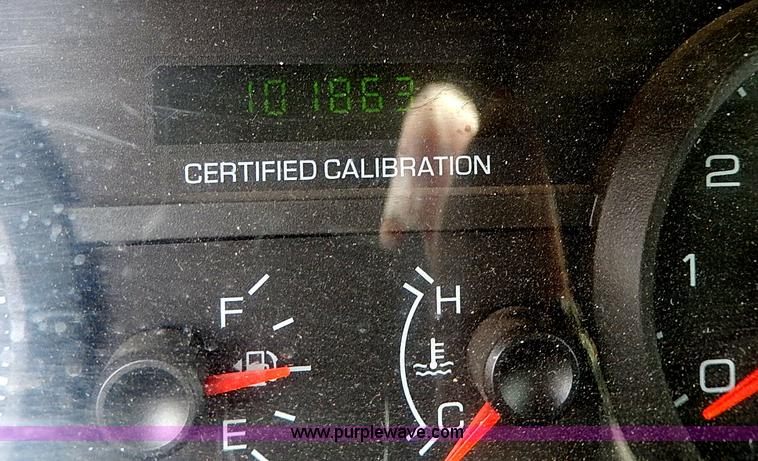 101863
CERTIFIED CALIBRATION
2
F
H
1
0
E
C
www.purplewave.com